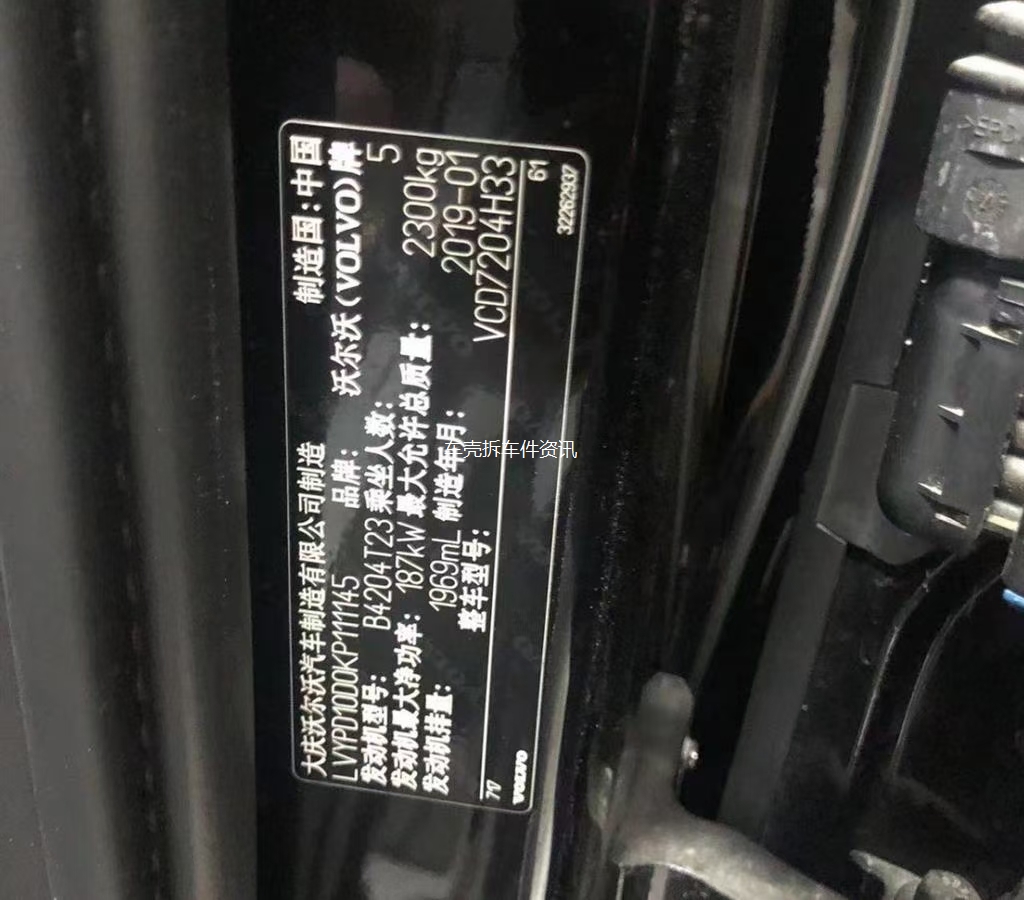 大庆沃尔沃汽车制造有限公司制造 制造国:中国
LVYPD10D0KP111145 品牌: 沃尔沃(VOLVO)牌
发动机型号: B4204T23 乘坐人数: 5
发动机最大净功率: 187kW 最大允许总质量: 2300kg
发动机排量: 1969mL 制造年月: 2019-01
整车型号: VCD7204H33
717 61
VOLVO 32262937
车壳拆车件资讯